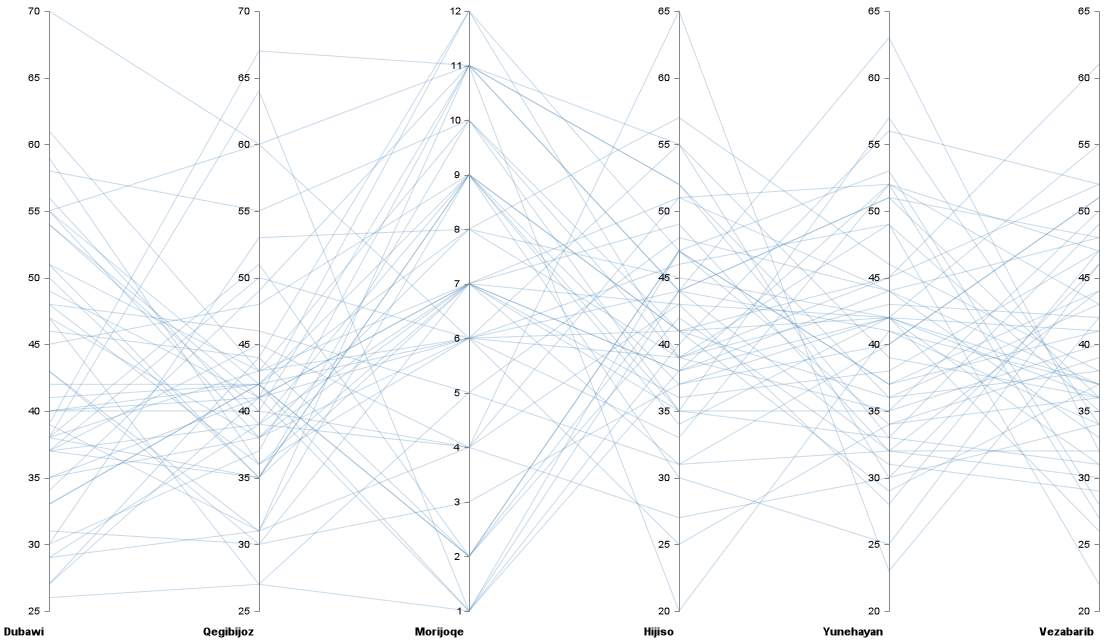 70 70 12 65 65 65
65 65 11 60 60 60
60 60 10 55 55 55
55 55 9 50 50 50
50 50 8 45 45 45
45 45 7 40 40 40
40 40 6 35 35 35
35 35 5 30 30 30
30 30 4 25 25 25
25 25 3 20 20 20
2
1
Dubawi Qegibijoz Morijoqe Hijiso Yunehayan Vezabarib